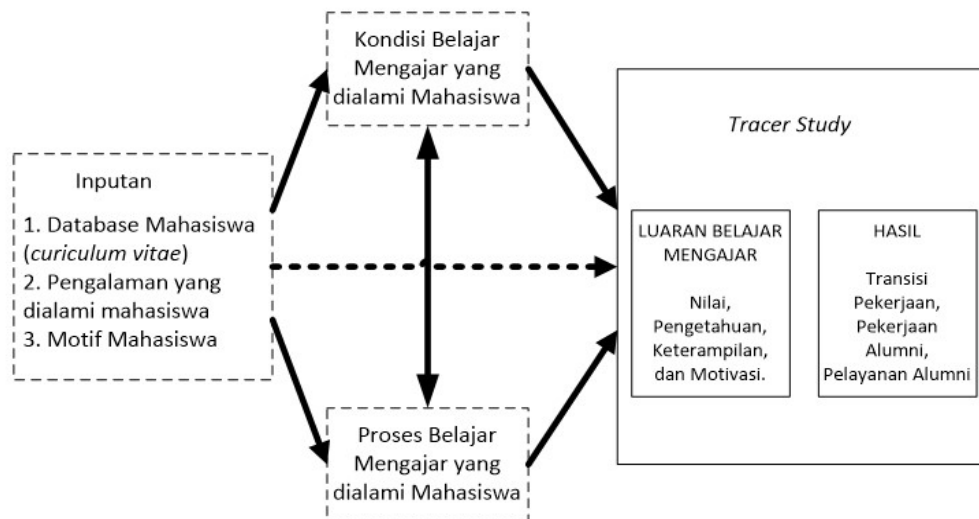 Kondisi Belajar
Mengajar yang
dialami Mahasiswa
Inputan
1. Database Mahasiswa
(curiculum vitae)
2. Pengalaman yang
dialami mahasiswa
3. Motif Mahasiswa
Proses Belajar
Mengajar yang
dialami Mahasiswa
Tracer Study
LUARAN BELAJAR
MENGAJAR
Nilai,
Pengetahuan,
Keterampilan,
dan Motivasi.
HASIL
Transisi
Pekerjaan,
Pekerjaan
Alumni,
Pelayanan Alumni